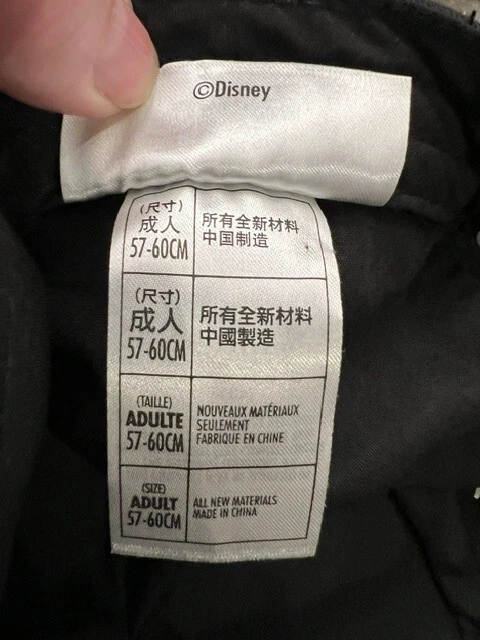 ©Disney
(尺寸)
成人
57-60CM
所有全新材料
中国制造
(尺寸)
成人
57-60CM
所有全新材料
中國製造
(TAILLE)
ADULTE
57-60CM
NOUVEAUX MATÉRIAUX
SEULEMENT
FABRIQUE EN CHINE
(SIZE)
ADULT
57-60CM
ALL NEW MATERIALS
MADE IN CHINA